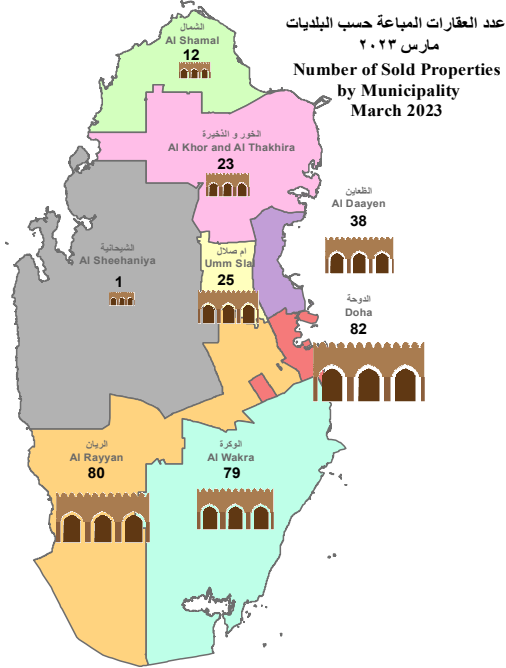 عدد العقارات المباعة حسب البلديات
مارس ٢٠٢٣
Number of Sold Properties
by Municipality
March 2023
الشمال
Al Shamal
12
الخور و الذخيرة
Al Khor and Al Thakhira
23
الظعاين
Al Daayen
38
الشيحانية
Al Sheehaniya
1
ام صلال
Umm Slal
25
الدوحة
Doha
82
الريان
Al Rayyan
80
الوكرة
Al Wakra
79